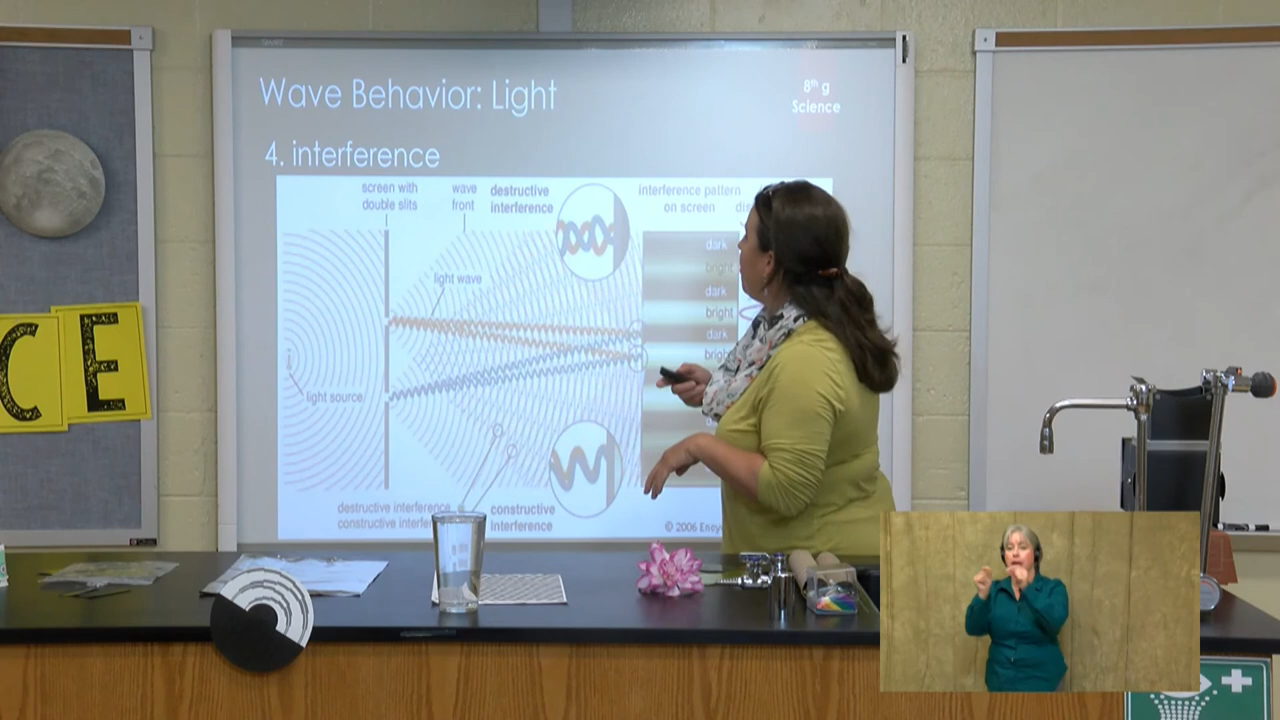 Wave Behavior: Light
8th g
Science
4. interference
screen with
double slits
wave
front
destructive
interference
interference pattern
on screen
dark
bright
dark
bright
dark
bright
light wave
light source
destructive interference
constructive
constructive
interference
© 2006
C E